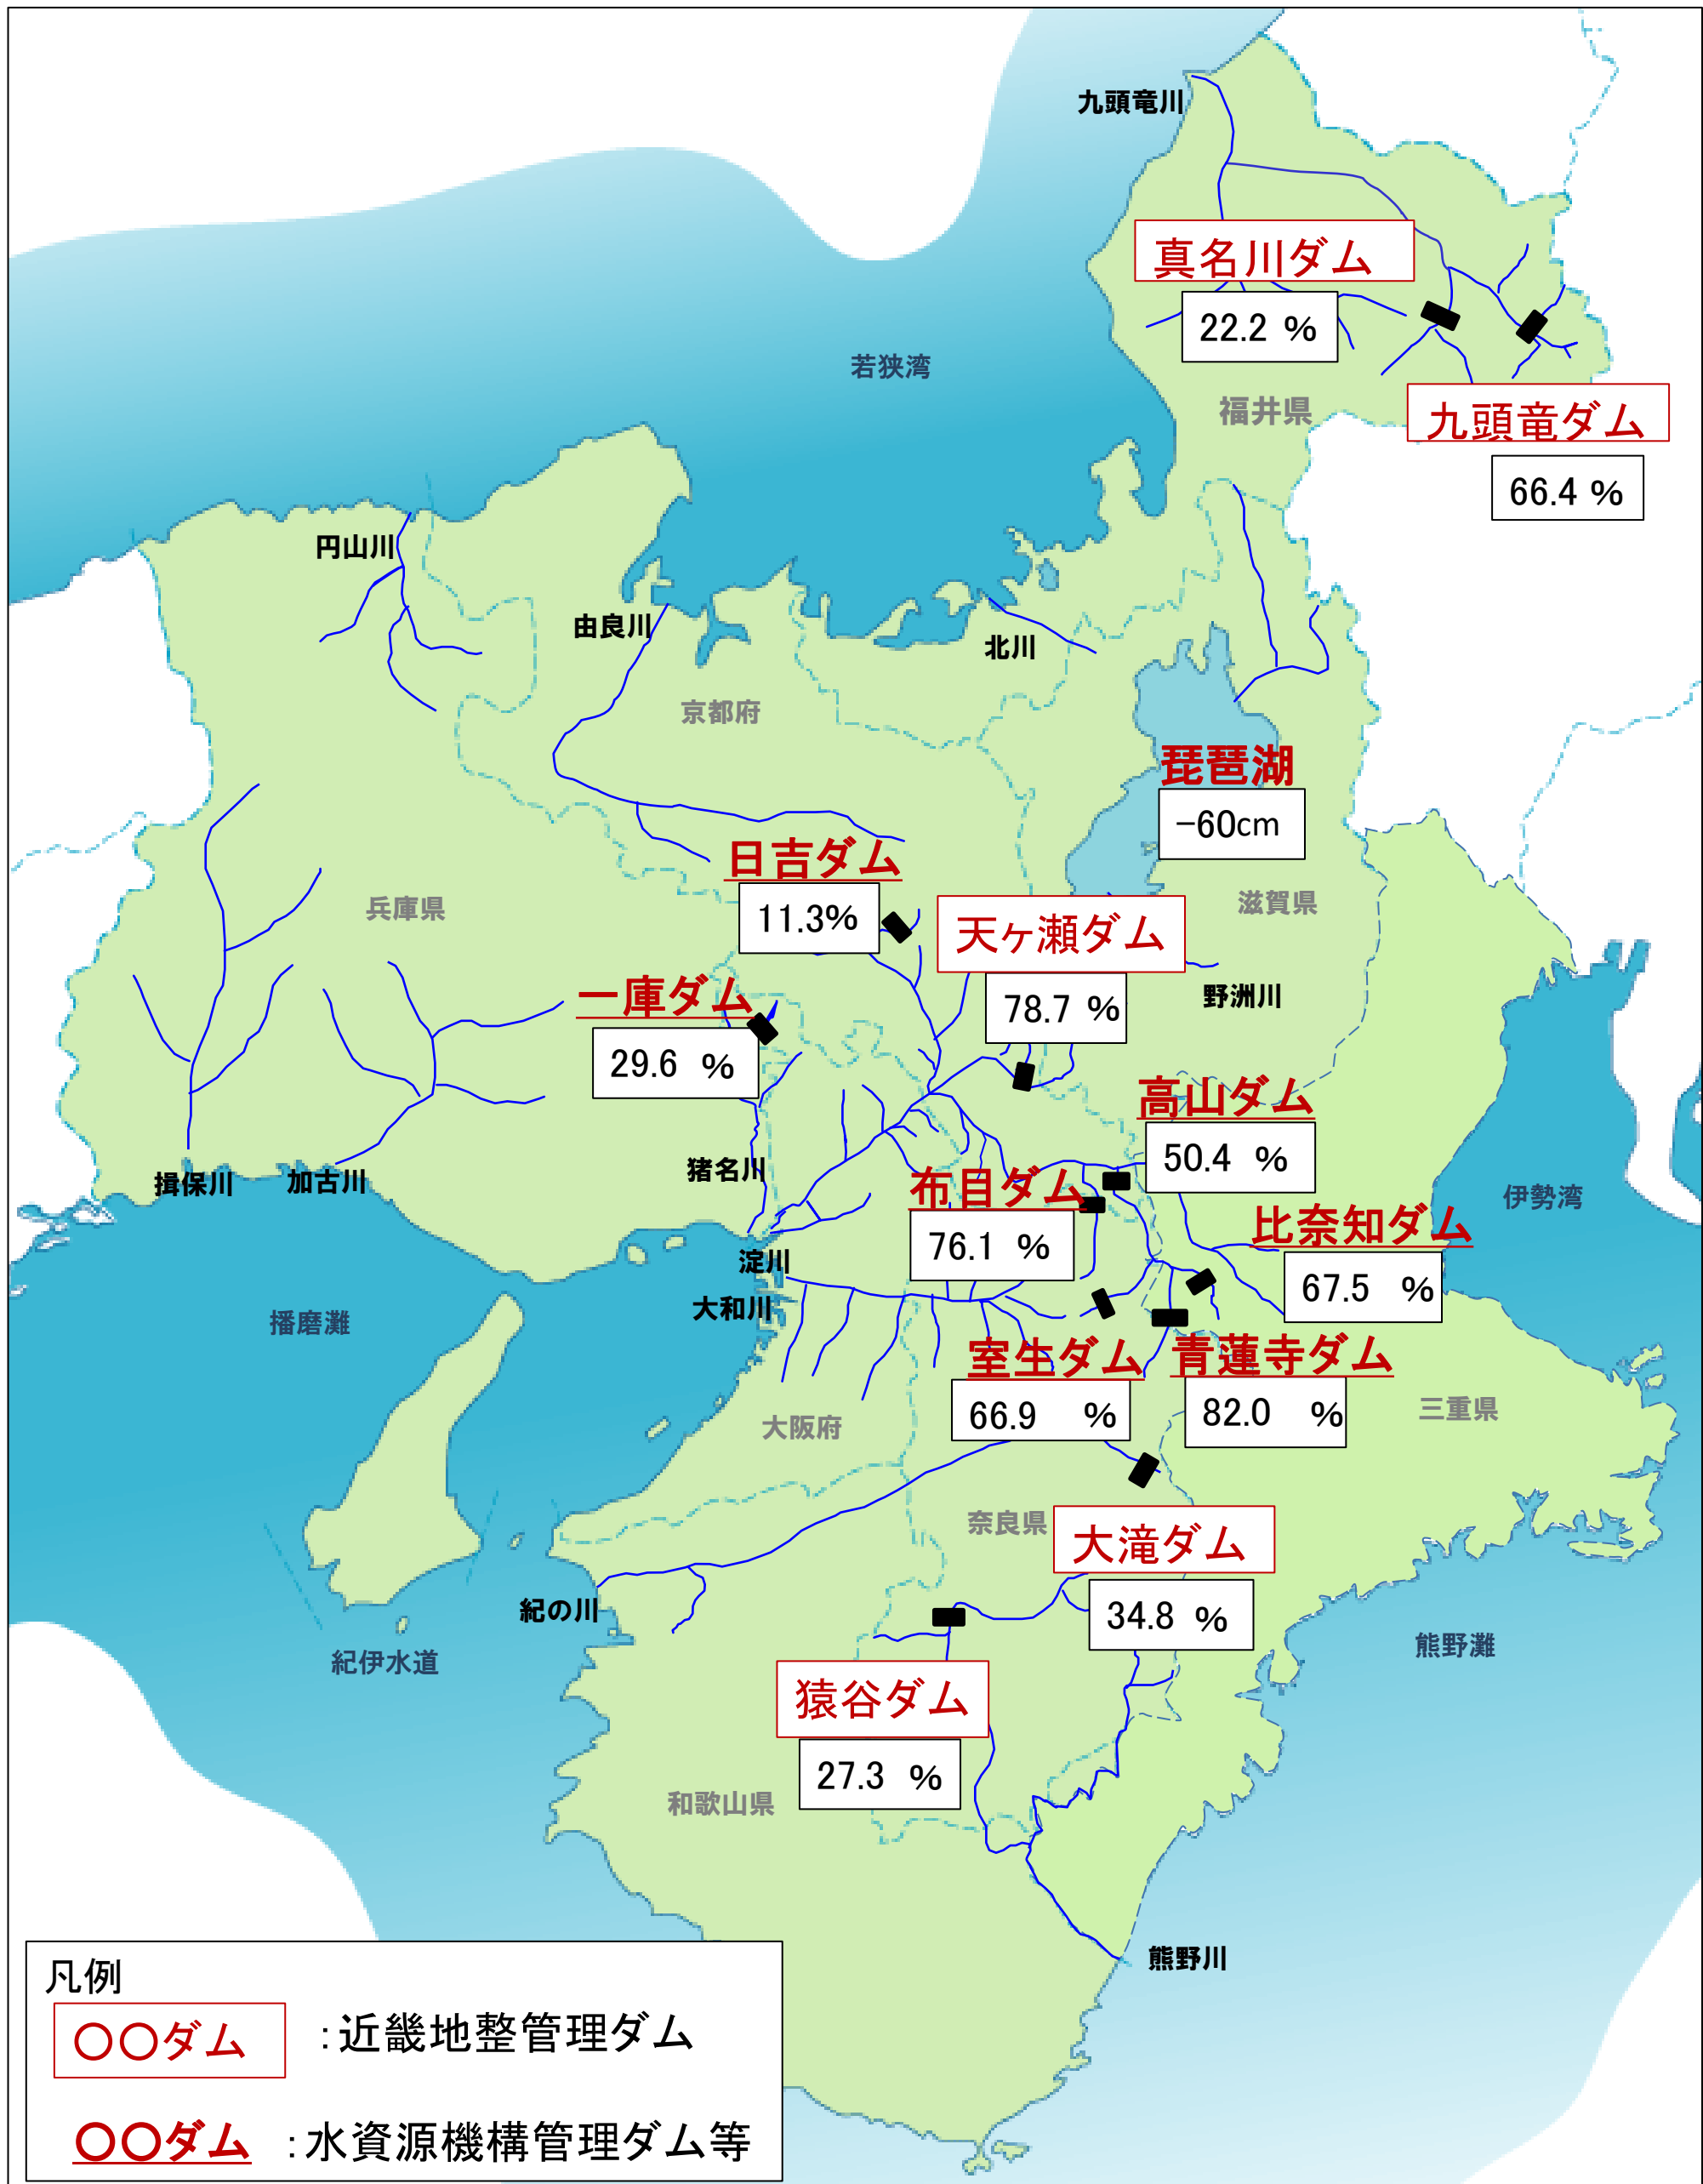 九頭竜川
真名川ダム
22.2 %
若狭湾
福井県
九頭竜ダム
66.4 %
円山川
由良川
北川
京都府
琵琶湖
−60cm
日吉ダム
11.3%
兵庫県
滋賀県
天ヶ瀬ダム
78.7 %
野洲川
一庫ダム
29.6 %
高山ダム
50.4 %
猪名川
揖保川
加古川
布目ダム
76.1 %
伊勢湾
比奈知ダム
67.5 %
淀川
大和川
播磨灘
室生ダム
66.9 %
青蓮寺ダム
82.0 %
三重県
大阪府
奈良県
大滝ダム
34.8 %
紀の川
紀伊水道
熊野灘
猿谷ダム
27.3 %
和歌山県
熊野川
凡例
〇〇ダム :近畿地整管理ダム
〇〇ダム :水資源機構管理ダム等